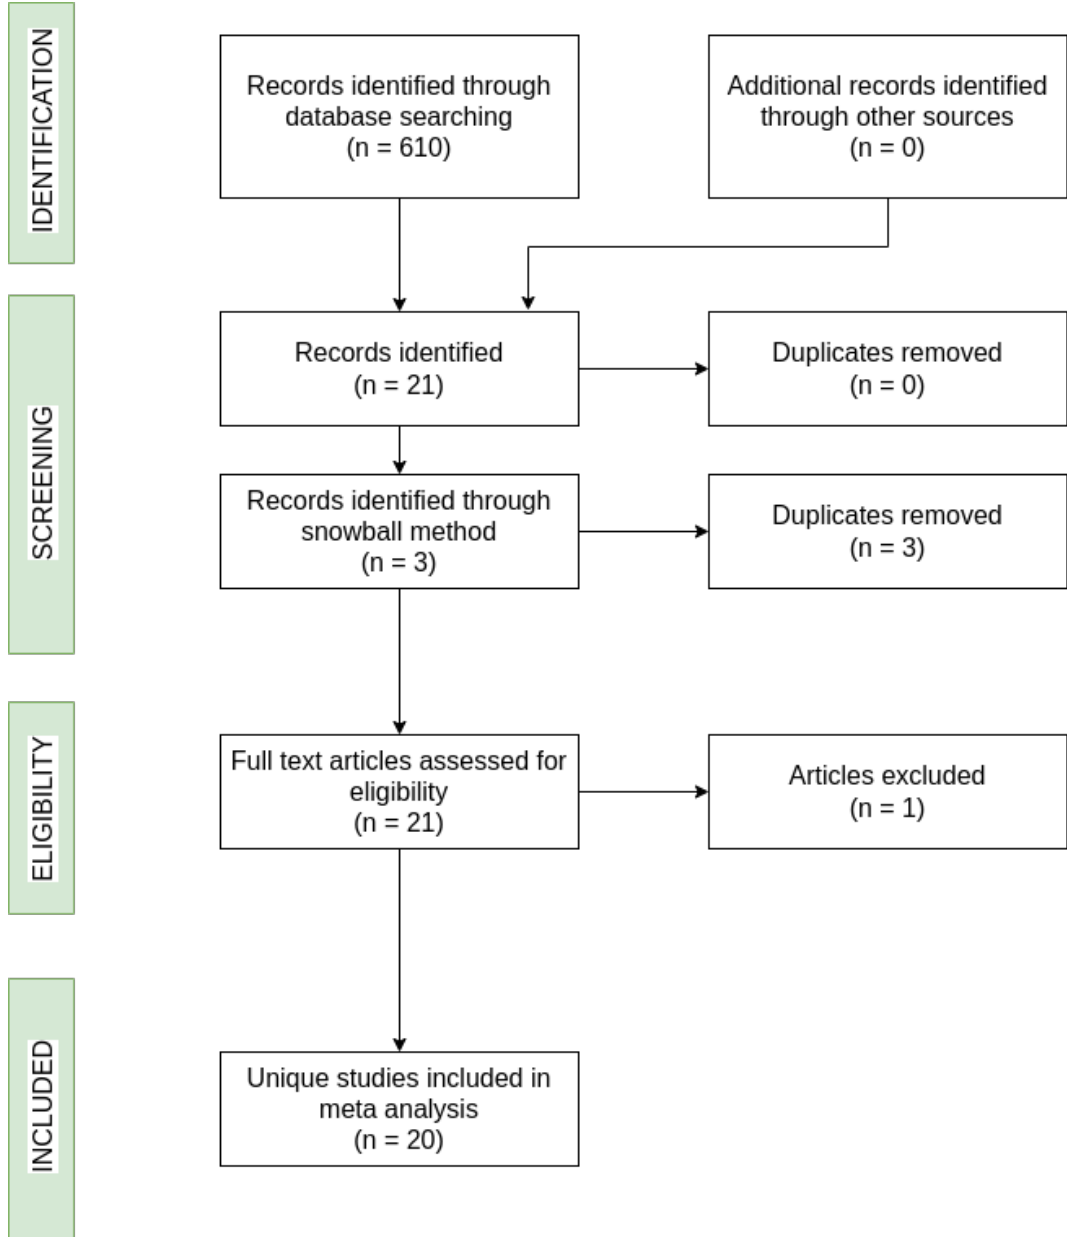 IDENTIFICATION
Records identified through
database searching
(n = 610)
Additional records identified
through other sources
(n = 0)
SCREENING
Records identified
(n = 21)
Duplicates removed
(n = 0)
Records identified through
snowball method
(n = 3)
Duplicates removed
(n = 3)
ELIGIBILITY
Full text articles assessed for
eligibility
(n = 21)
Articles excluded
(n = 1)
INCLUDED
Unique studies included in
meta analysis
(n = 20)